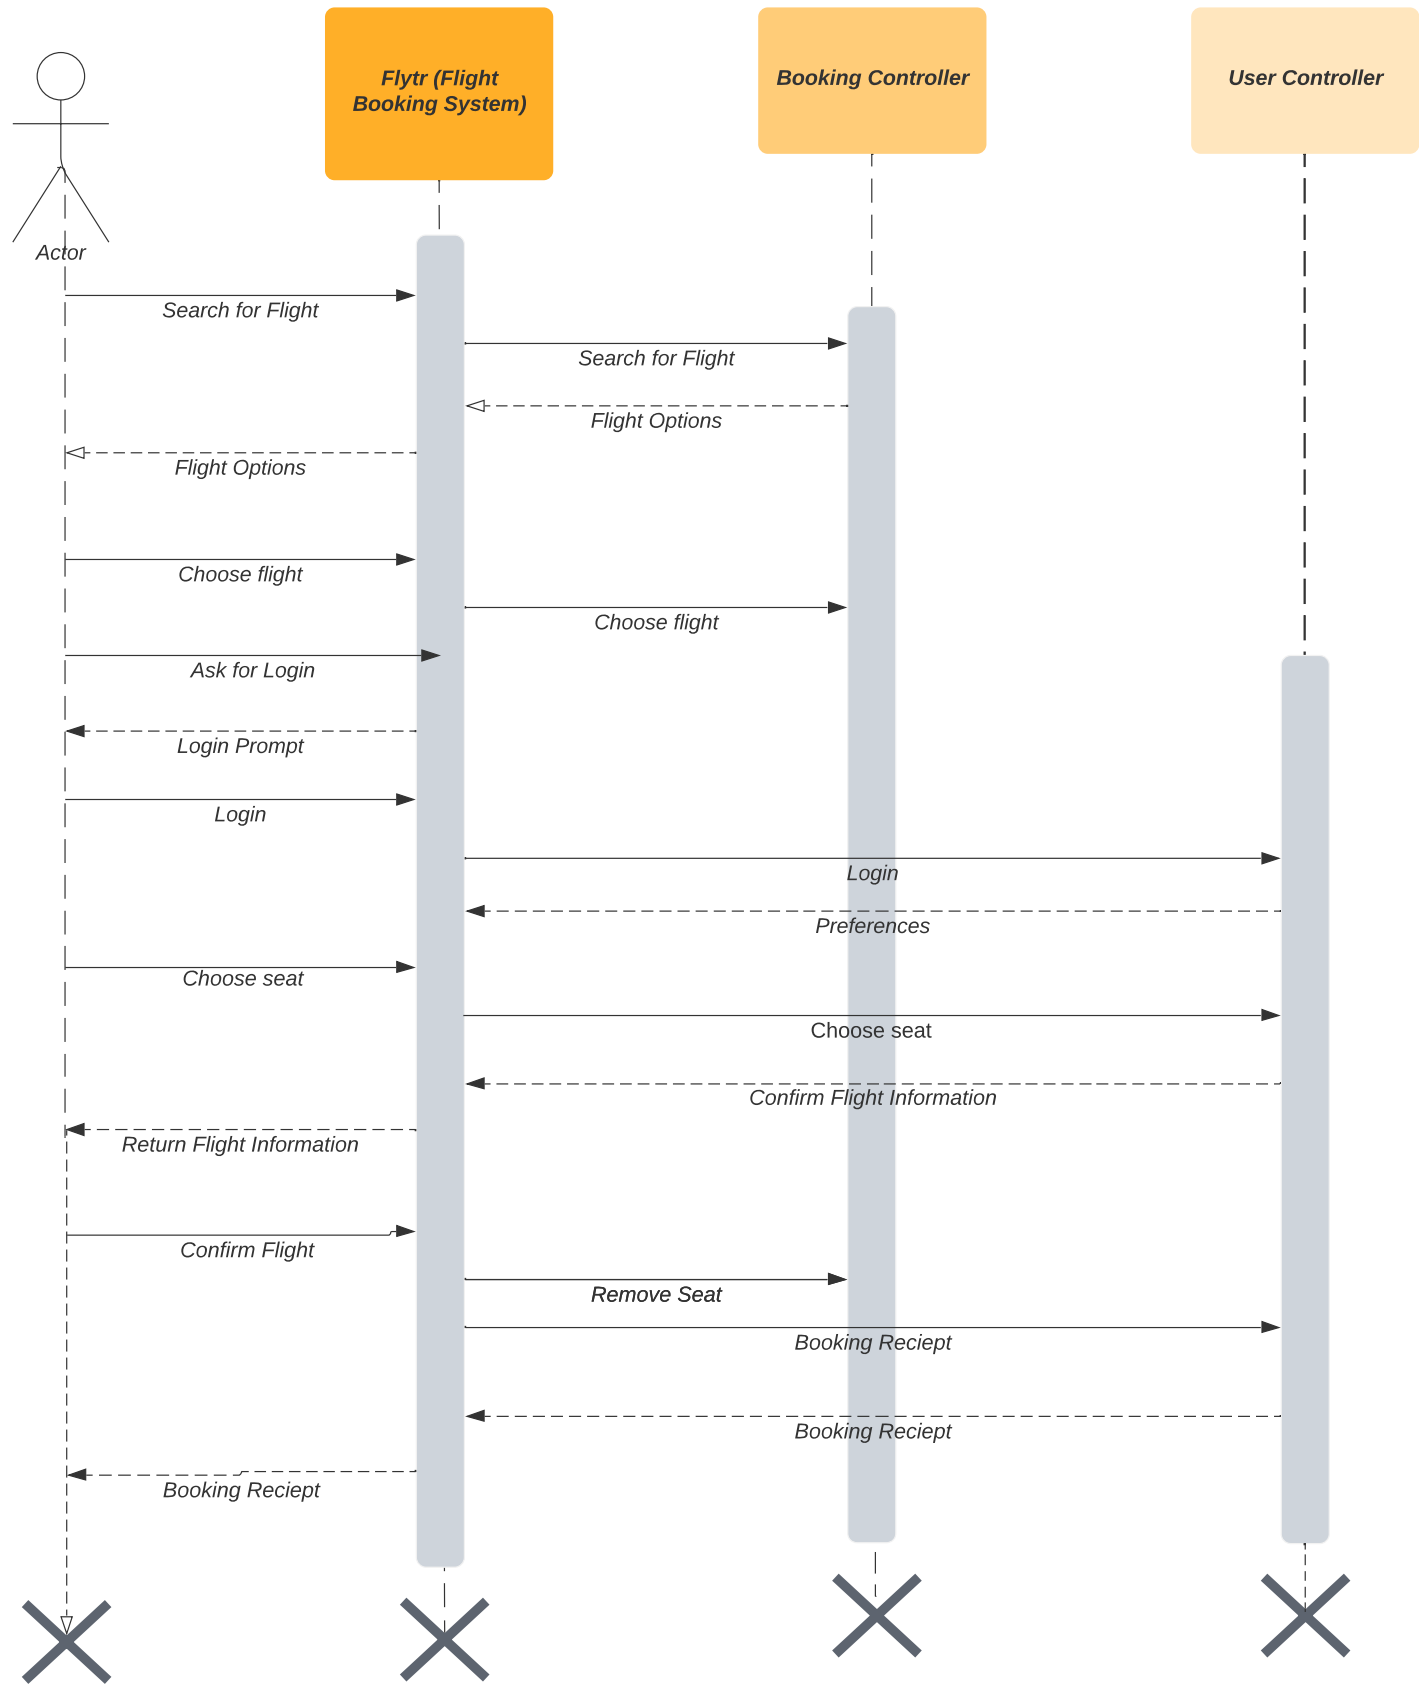 Flytr (Flight
Booking System)
Booking Controller
User Controller
Actor
Search for Flight
Search for Flight
Flight Options
Flight Options
Choose flight
Choose flight
Ask for Login
Login Prompt
Login
Login
Preferences
Choose seat
Choose seat
Confirm Flight Information
Return Flight Information
Confirm Flight
Remove Seat
Booking Reciept
Booking Reciept
Booking Reciept